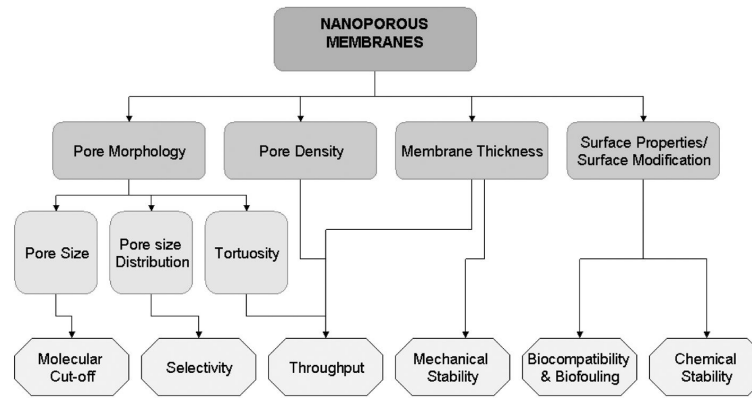 NANOPOROUS
MEMBRANES
Pore Morphology
Pore Density
Membrane Thickness
Surface Properties/
Surface Modification
Pore Size
Pore size
Distribution
Tortuosity
Molecular
Cut-off
Selectivity
Throughput
Mechanical
Stability
Biocompatibility
& Biofouling
Chemical
Stability